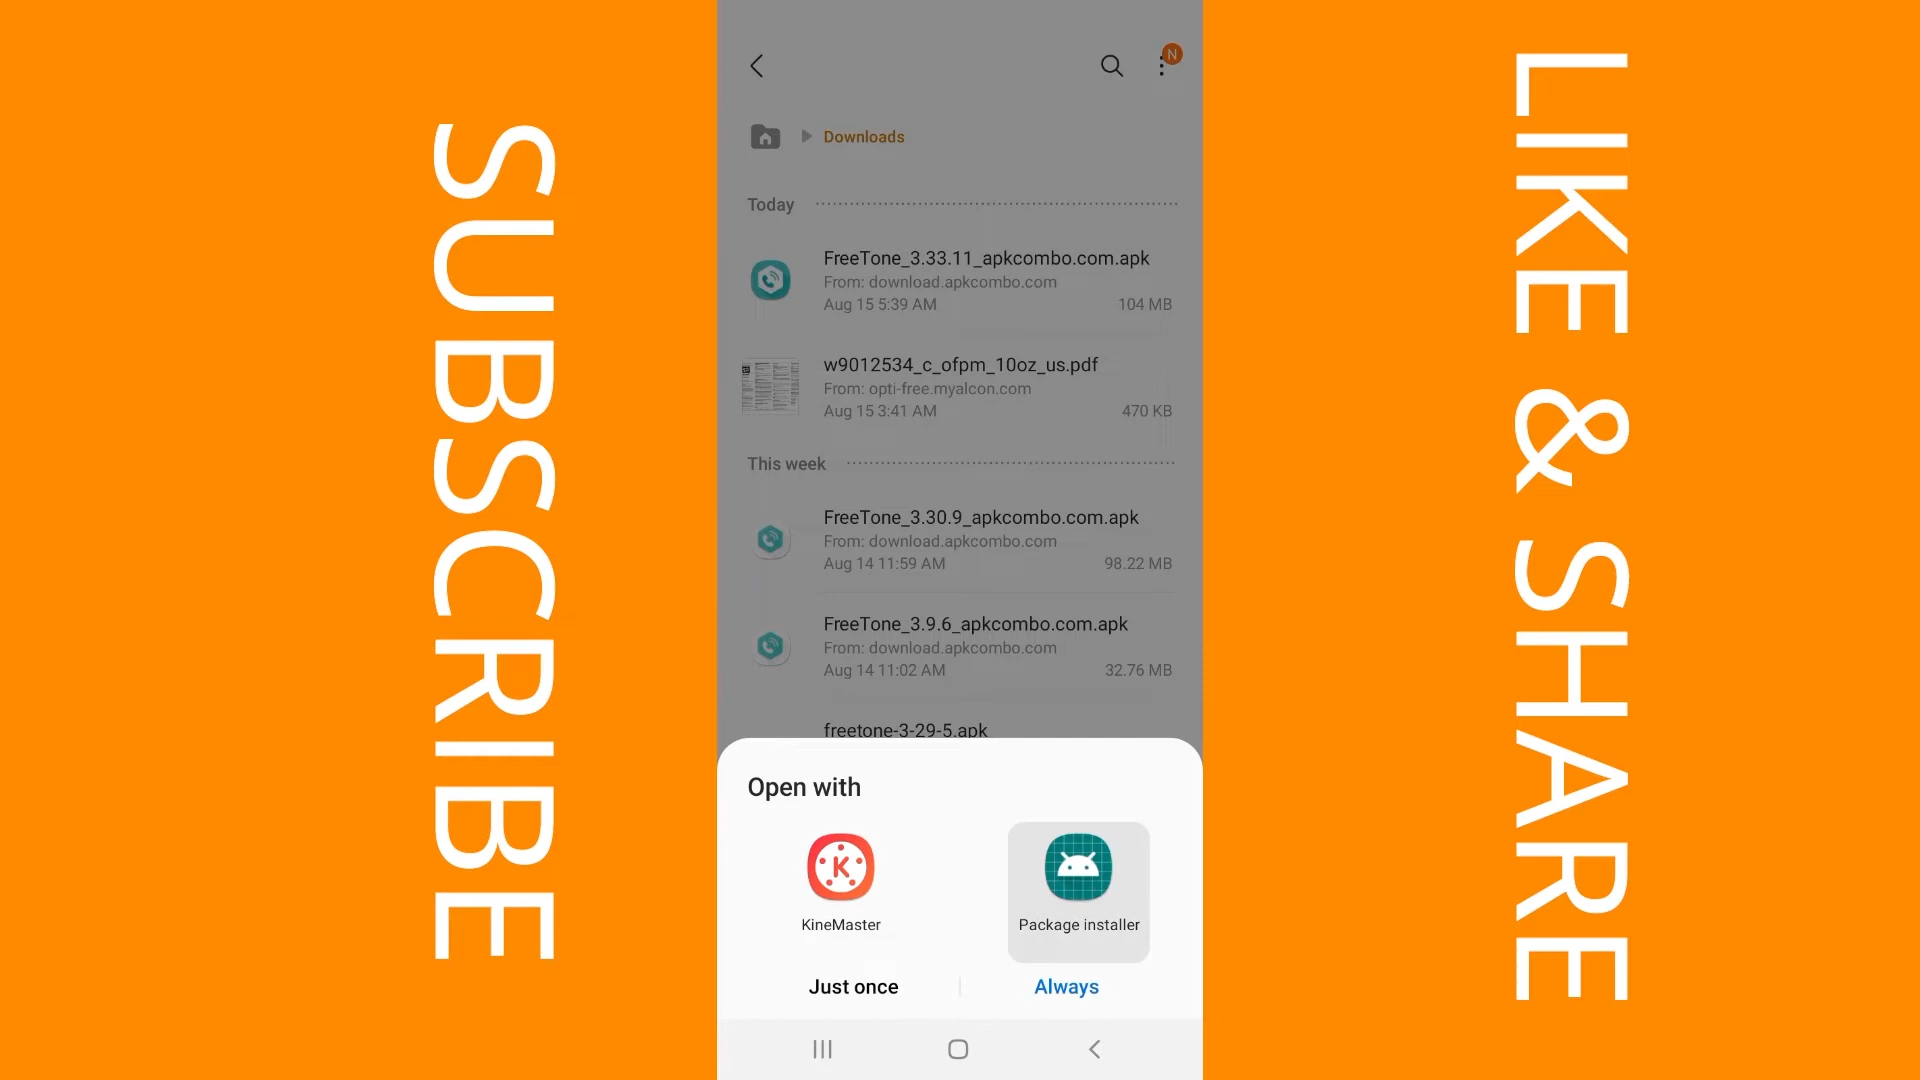 SUBSCRIBE
N
Downloads
Today
FreeTone_3.33.11_apkcombo.com.apk
From: download.apkcombo.com
Aug 15 5:39 AM 104 MB
w9012534_c_ofpm_10oz_us.pdf
From: opti-free.myalcon.com
Aug 15 3:41 AM 470 KB
This week
FreeTone_3.30.9_apkcombo.com.apk
From: download.apkcombo.com
Aug 14 11:59 AM 98.22 MB
FreeTone_3.9.6_apkcombo.com.apk
From: download.apkcombo.com
Aug 14 11:02 AM 32.76 MB
freetone-3-29-5.apk
Open with
K
KineMaster Package installer
Just once Always
LIKE & SHARE